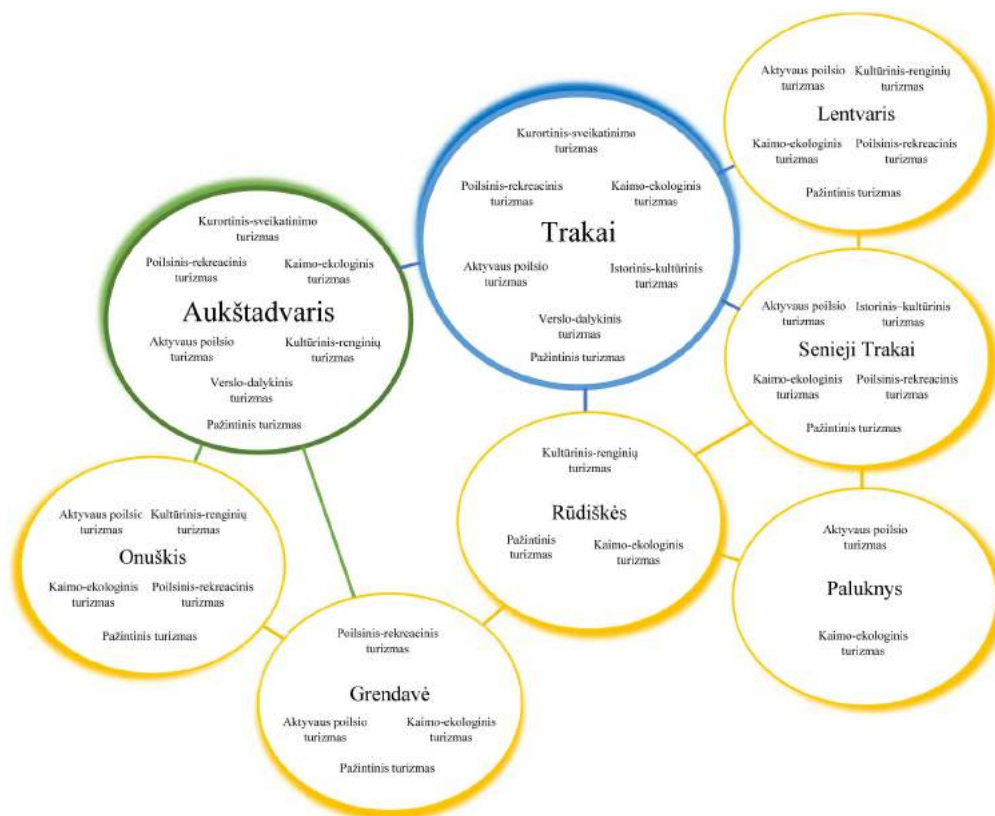 Aktyvaus poilsio Kultūrinis-renginių
turizmas turizmas
Lentvaris
Kaimo-ekologinis Poilsinis-rekreacinis
turizmas turizmas
Pažintinis turizmas
Kurortinis-sveikatinimo
turizmas
Poilsinis-rekreacinis Kaimo-ekologinis
turizmas turizmas
Trakai
Aktyvaus poilsio Istorinis-kultūrinis
turizmas turizmas
Verslo-dalykinis
turizmas
Pažintinis turizmas
Kurortinis-sveikatinimo
turizmas
Poilsinis-rekreacinis Kaimo-ekologinis
turizmas turizmas
Aukštadvaris
Aktyvaus poilsio Kultūrinis-renginių
turizmas turizmas
Verslo-dalykinis
turizmas
Pažintinis turizmas
Aktyvaus poilsio Istorinis–kultūrinis
turizmas turizmas
Senieji Trakai
Kaimo-ekologinis Poilsinis-rekreacinis
turizmas turizmas
Pažintinis turizmas
Kultūrinis-renginių
turizmas
Rūdiškės
Pažintinis Kaimo-ekologinis
turizmas turizmas
Aktyvaus poilsic Kultūrinis-renginių
turizmas turizmas
Onuškis
Kaimo-ekologinis Poilsinis-rekreacinis
turizmas turizmas
Pažintinis turizmas
Aktyvaus poilsio
turizmas
Paluknys
Kaimo-ekologinis
turizmas
Poilsinis-rekreacinis
turizmas
Grendavė
Aktyvaus poilsio Kaimo-ekologinis
turizmas turizmas
Pažintinis turizmas